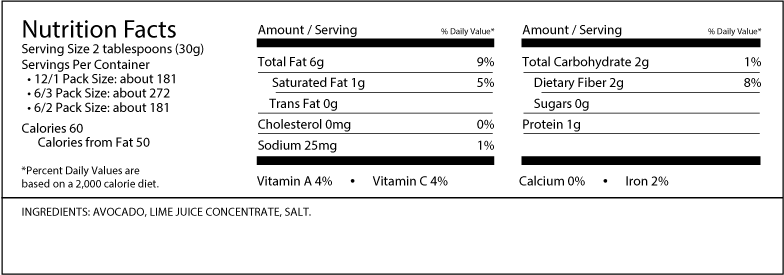 Nutrition Facts
Serving Size 2 tablespoons (30g)
Servings Per Container
• 12/1 Pack Size: about 181
• 6/3 Pack Size: about 272
• 6/2 Pack Size: about 181
Calories 60
Calories from Fat 50
*Percent Daily Values are
based on a 2,000 calorie diet.
Amount / Serving % Daily Value*
Total Fat 6g 9%
Saturated Fat 1g 5%
Trans Fat 0g
Cholesterol 0mg 0%
Sodium 25mg 1%
Vitamin A 4% • Vitamin C 4%
Amount / Serving % Daily Value*
Total Carbohydrate 2g 1%
Dietary Fiber 2g 8%
Sugars 0g
Protein 1g
Calcium 0% • Iron 2%
INGREDIENTS: AVOCADO, LIME JUICE CONCENTRATE, SALT.